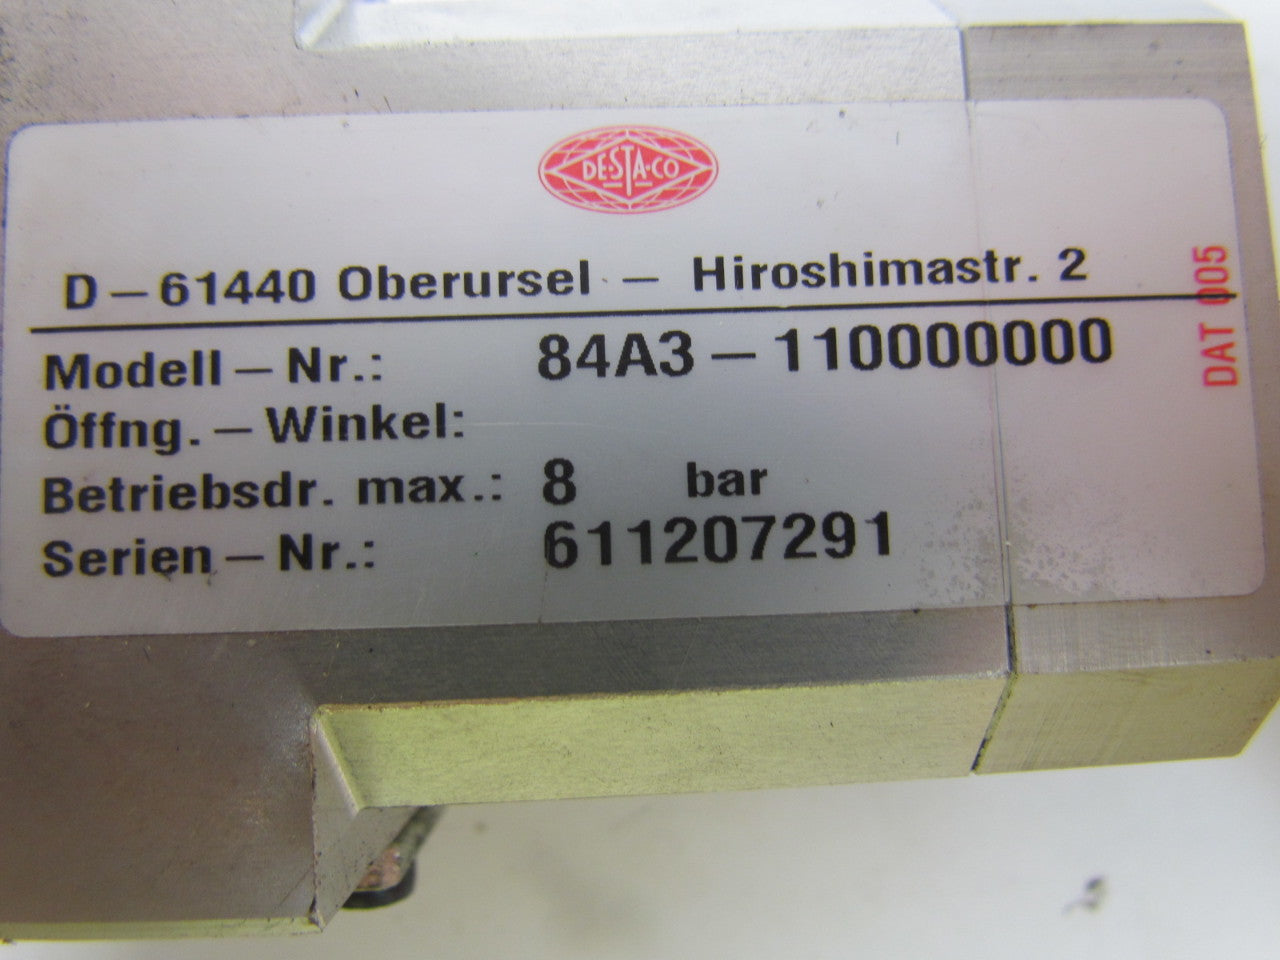 DE-STA-CO
D-61440 Oberursel - Hiroshimastr. 2
Modell-Nr.: 84A3-110000000
Öffng.-Winkel:
Betriebsdr. max.: 8 bar
Serien-Nr.: 611207291
DAT 005